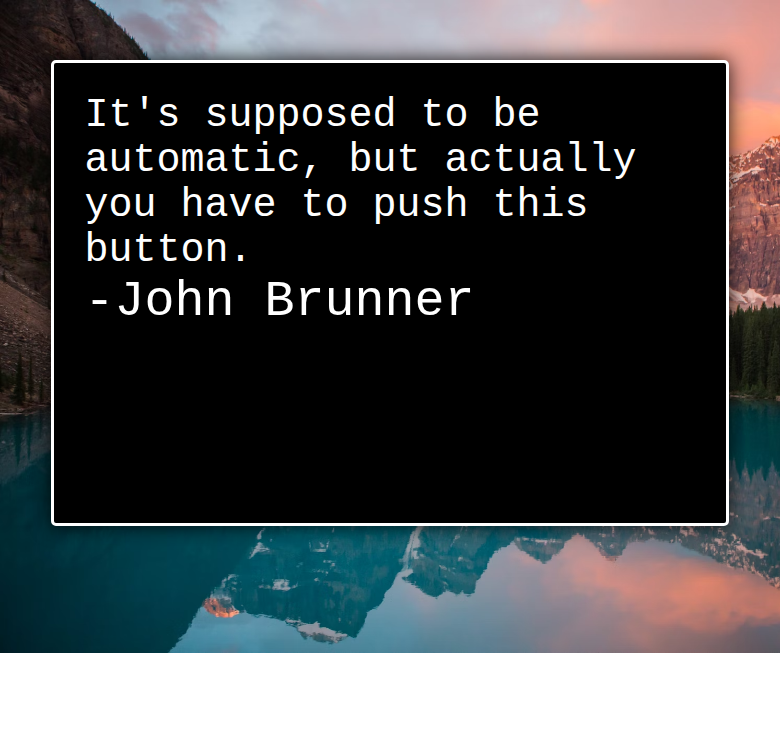 It's supposed to be
automatic, but actually
you have to push this
button.
-John Brunner